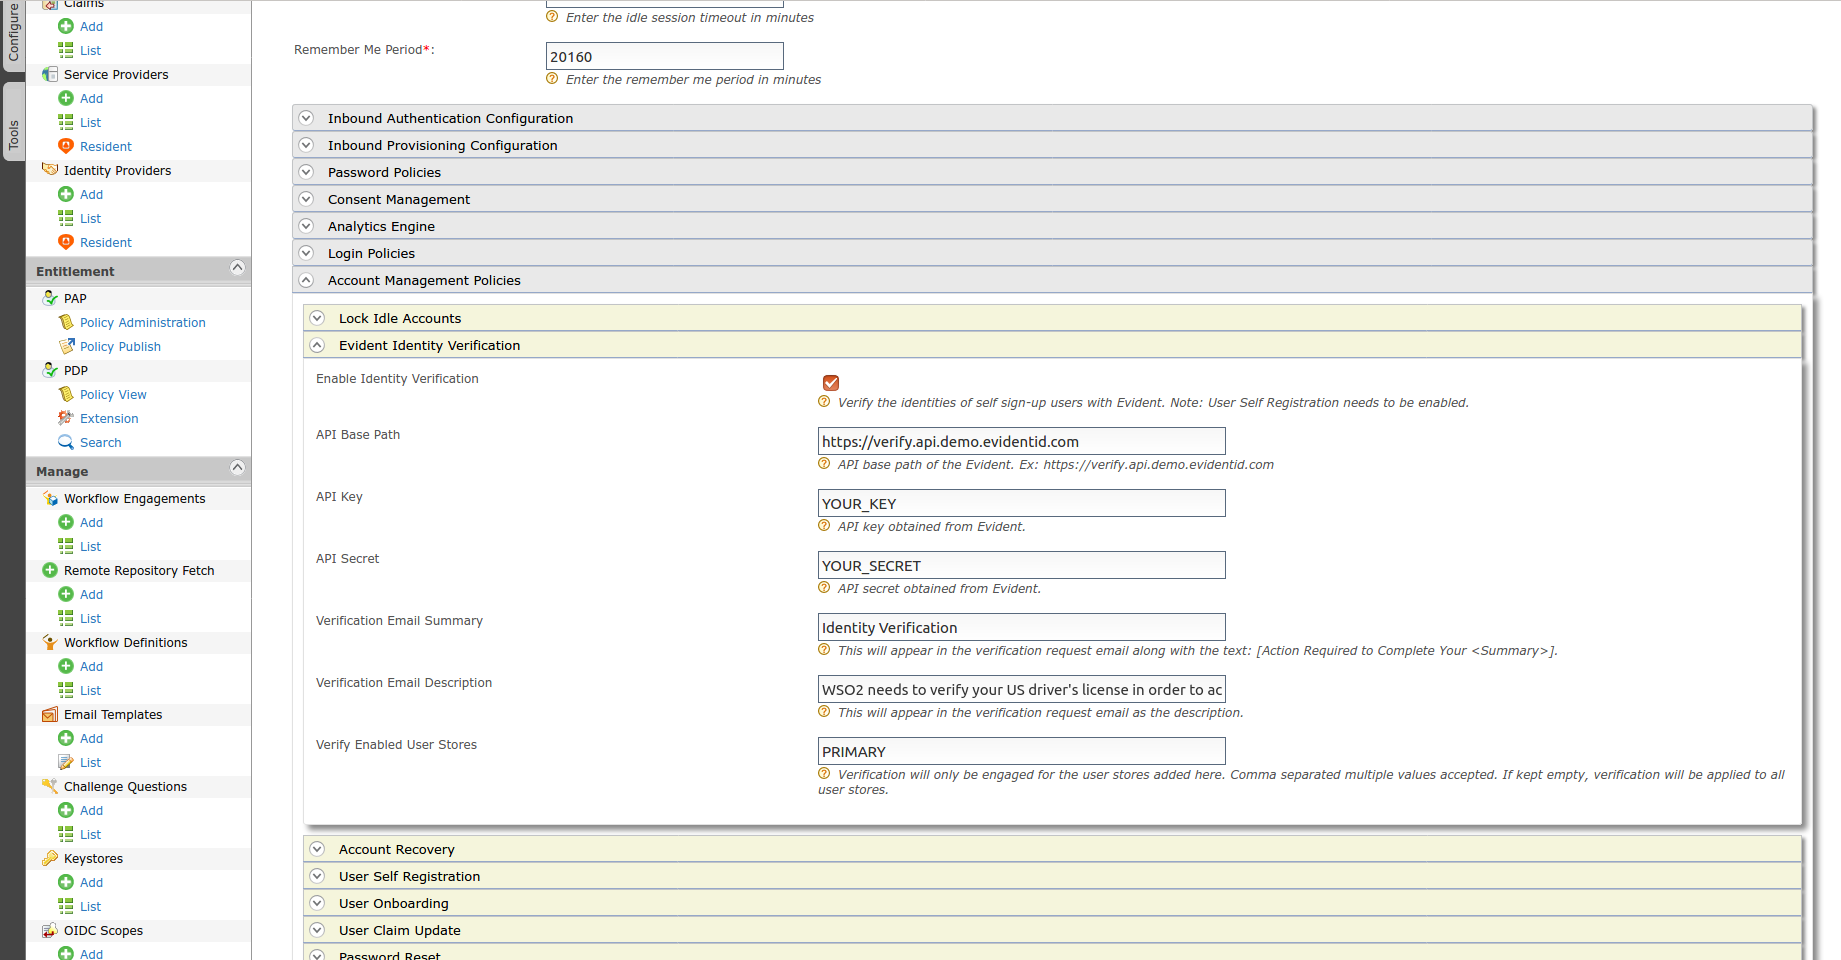 Configure
Tools
Claims
Add
List
Service Providers
Add
List
Resident
Identity Providers
Add
List
Resident
Entitlement
PAP
Policy Administration
Policy Publish
PDP
Policy View
Extension
Search
Manage
Workflow Engagements
Add
List
Remote Repository Fetch
Add
List
Workflow Definitions
Add
List
Email Templates
Add
List
Challenge Questions
Add
List
Keystores
Add
List
OIDC Scopes
Add
Enter the idle session timeout in minutes
Remember Me Period*:
20160
Enter the remember me period in minutes
Inbound Authentication Configuration
Inbound Provisioning Configuration
Password Policies
Consent Management
Analytics Engine
Login Policies
Account Management Policies
Lock Idle Accounts
Evident Identity Verification
Enable Identity Verification
Verify the identities of self sign-up users with Evident. Note: User Self Registration needs to be enabled.
API Base Path
https://verify.api.demo.evidentid.com
API base path of the Evident. Ex: https://verify.api.demo.evidentid.com
API Key
YOUR_KEY
API key obtained from Evident.
API Secret
YOUR_SECRET
API secret obtained from Evident.
Verification Email Summary
Identity Verification
This will appear in the verification request email along with the text: [Action Required to Complete Your <Summary>].
Verification Email Description
WSO2 needs to verify your US driver's license in order to ac
This will appear in the verification request email as the description.
Verify Enabled User Stores
PRIMARY
Verification will only be engaged for the user stores added here. Comma separated multiple values accepted. If kept empty, verification will be applied to all
user stores.
Account Recovery
User Self Registration
User Onboarding
User Claim Update
Password Reset